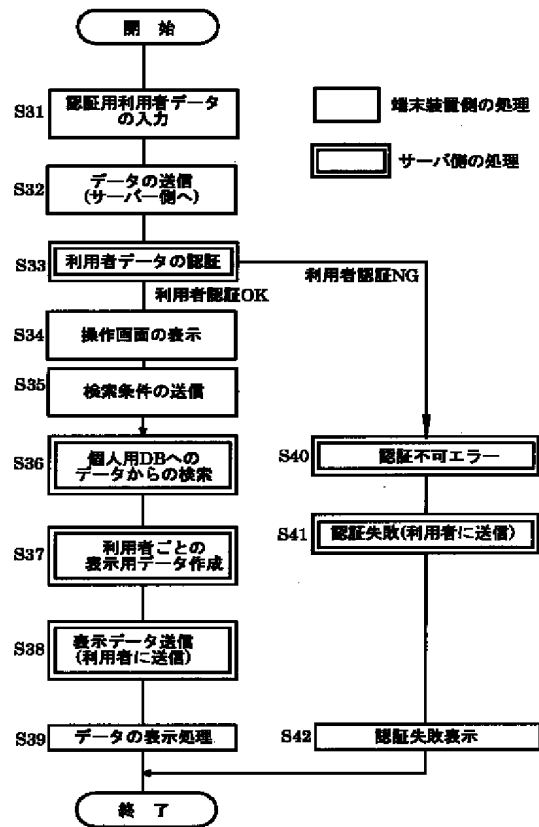 開 始
S31
認証用利用者データ
の入力
端末装置側の処理
サーバ側の処理
S32
データの送信
(サーバー側へ)
S33
利用者データの認証
利用者認証NG
利用者認証OK
S34
操作画面の表示
S35
検索条件の送信
S36
個人用DBへの
データからの検索
S40
認証不可エラー
S37
利用者ごとの
表示用データ作成
S41
認証失敗(利用者に送信)
S38
表示データ送信
(利用者に送信)
S39
データの表示処理
S42
認証失敗表示
終 了